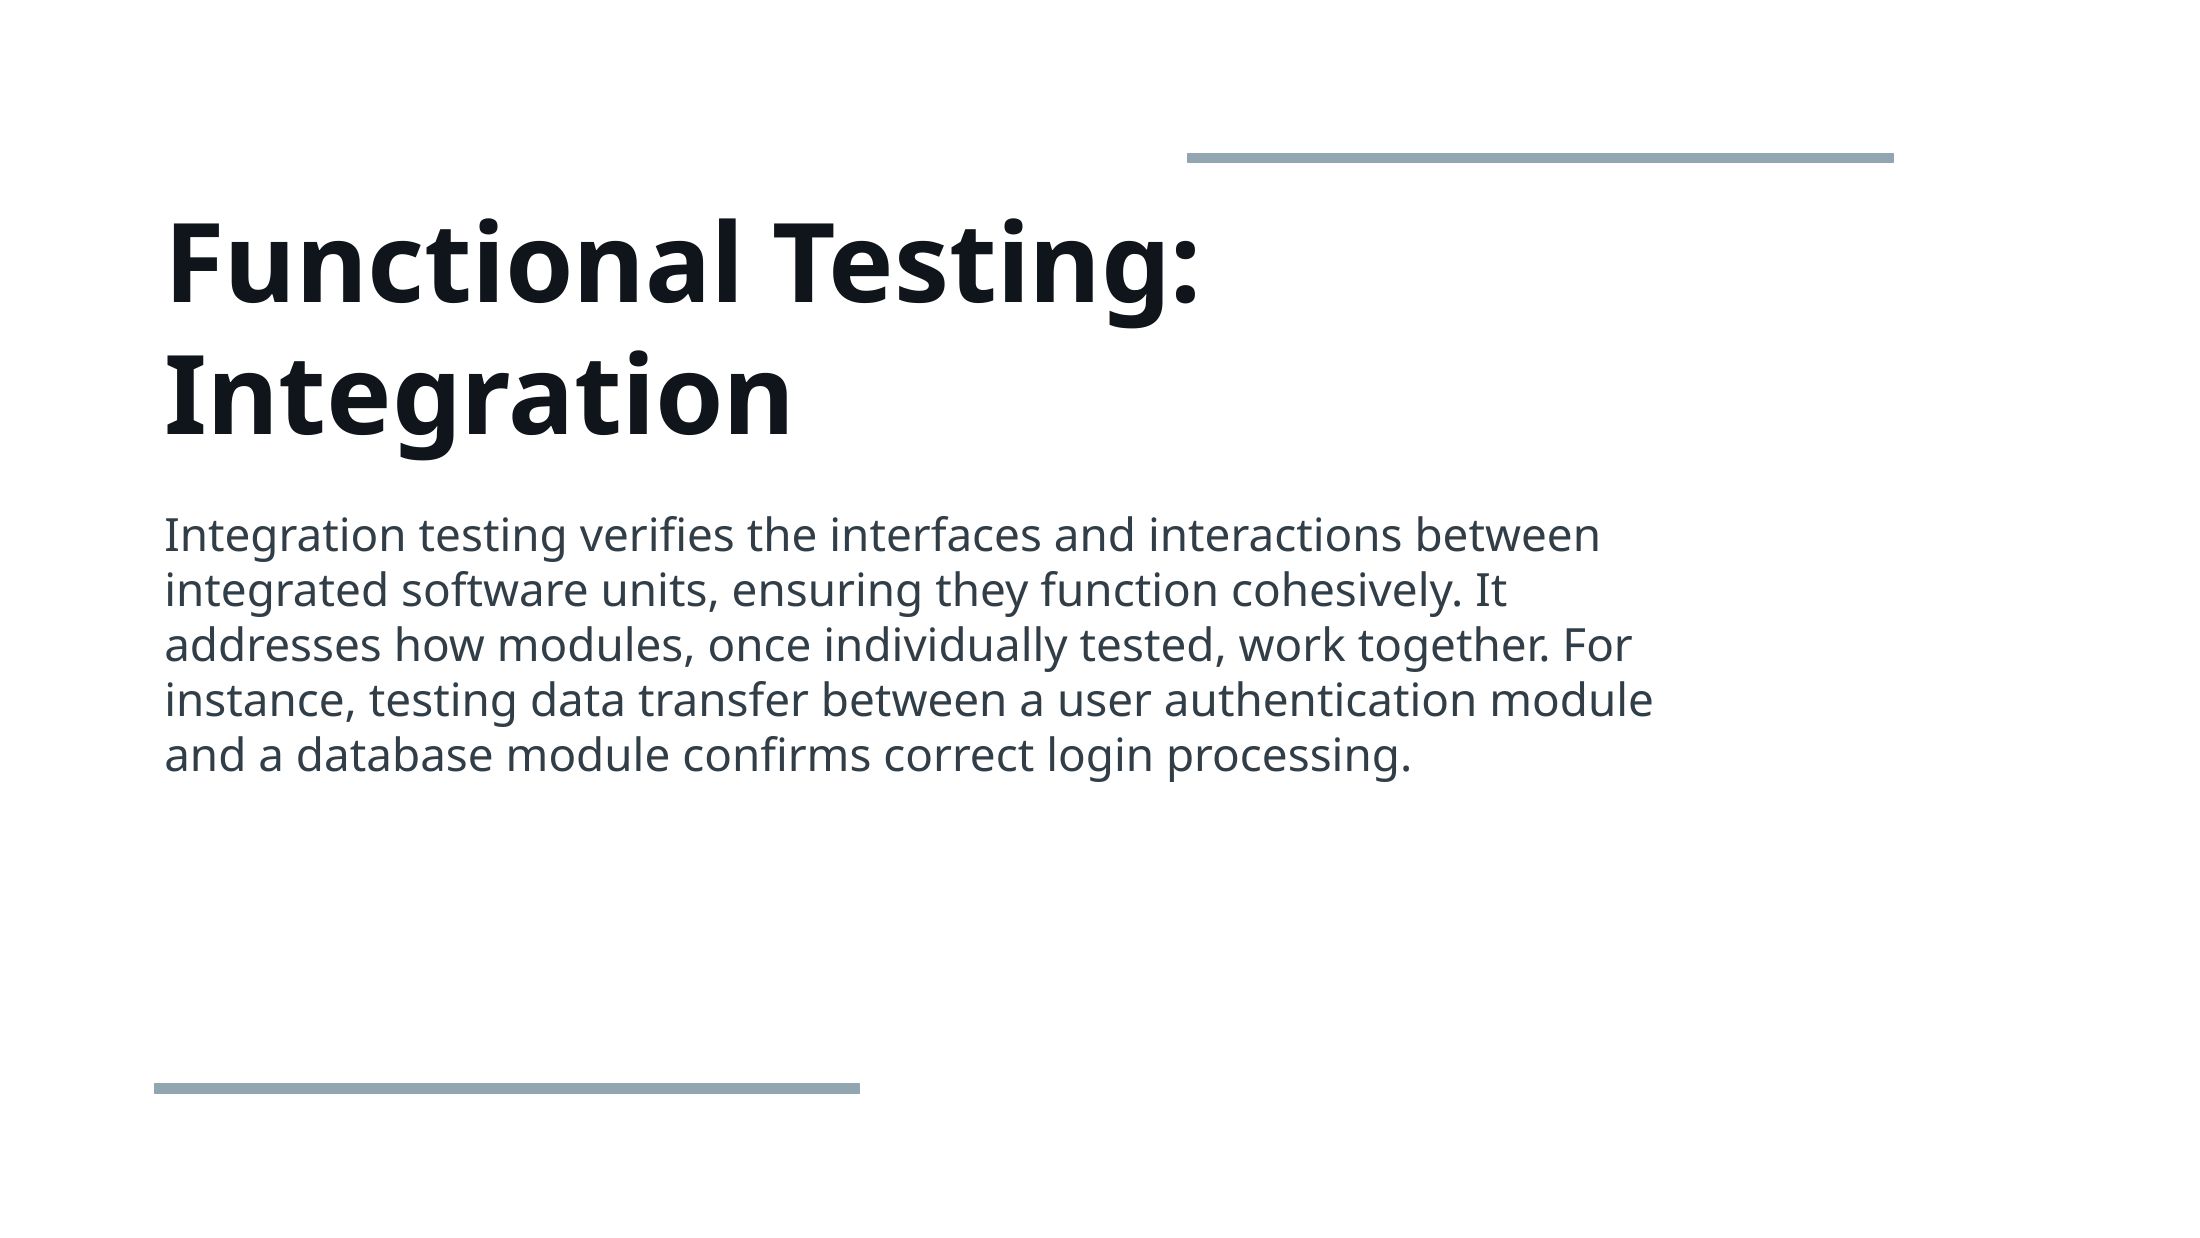 Functional Testing:
Integration
Integration testing verifies the interfaces and interactions between
integrated software units, ensuring they function cohesively. It
addresses how modules, once individually tested, work together. For
instance, testing data transfer between a user authentication module
and a database module confirms correct login processing.